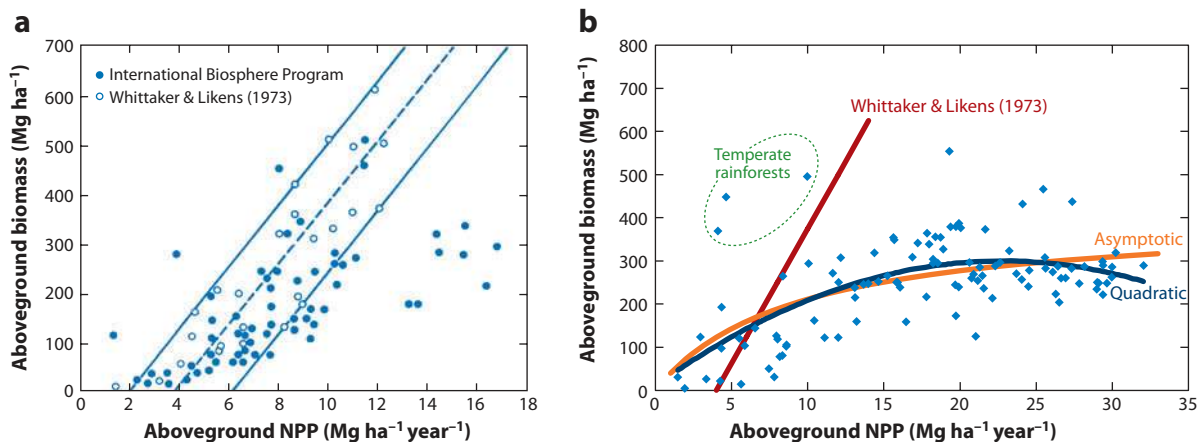 a
Aboveground biomass (Mg ha⁻¹)
700
600
500
400
300
200
100
0
International Biosphere Program
Whittaker & Likens (1973)
0 2 4 6 8 10 12 14 16 18
Aboveground NPP (Mg ha⁻¹ year⁻¹)
b
Aboveground biomass (Mg ha⁻¹)
800
700
600
500
400
300
200
100
0
Whittaker & Likens (1973)
Temperate
rainforests
Asymptotic
Quadratic
0 5 10 15 20 25 30 35
Aboveground NPP (Mg ha⁻¹ year⁻¹)